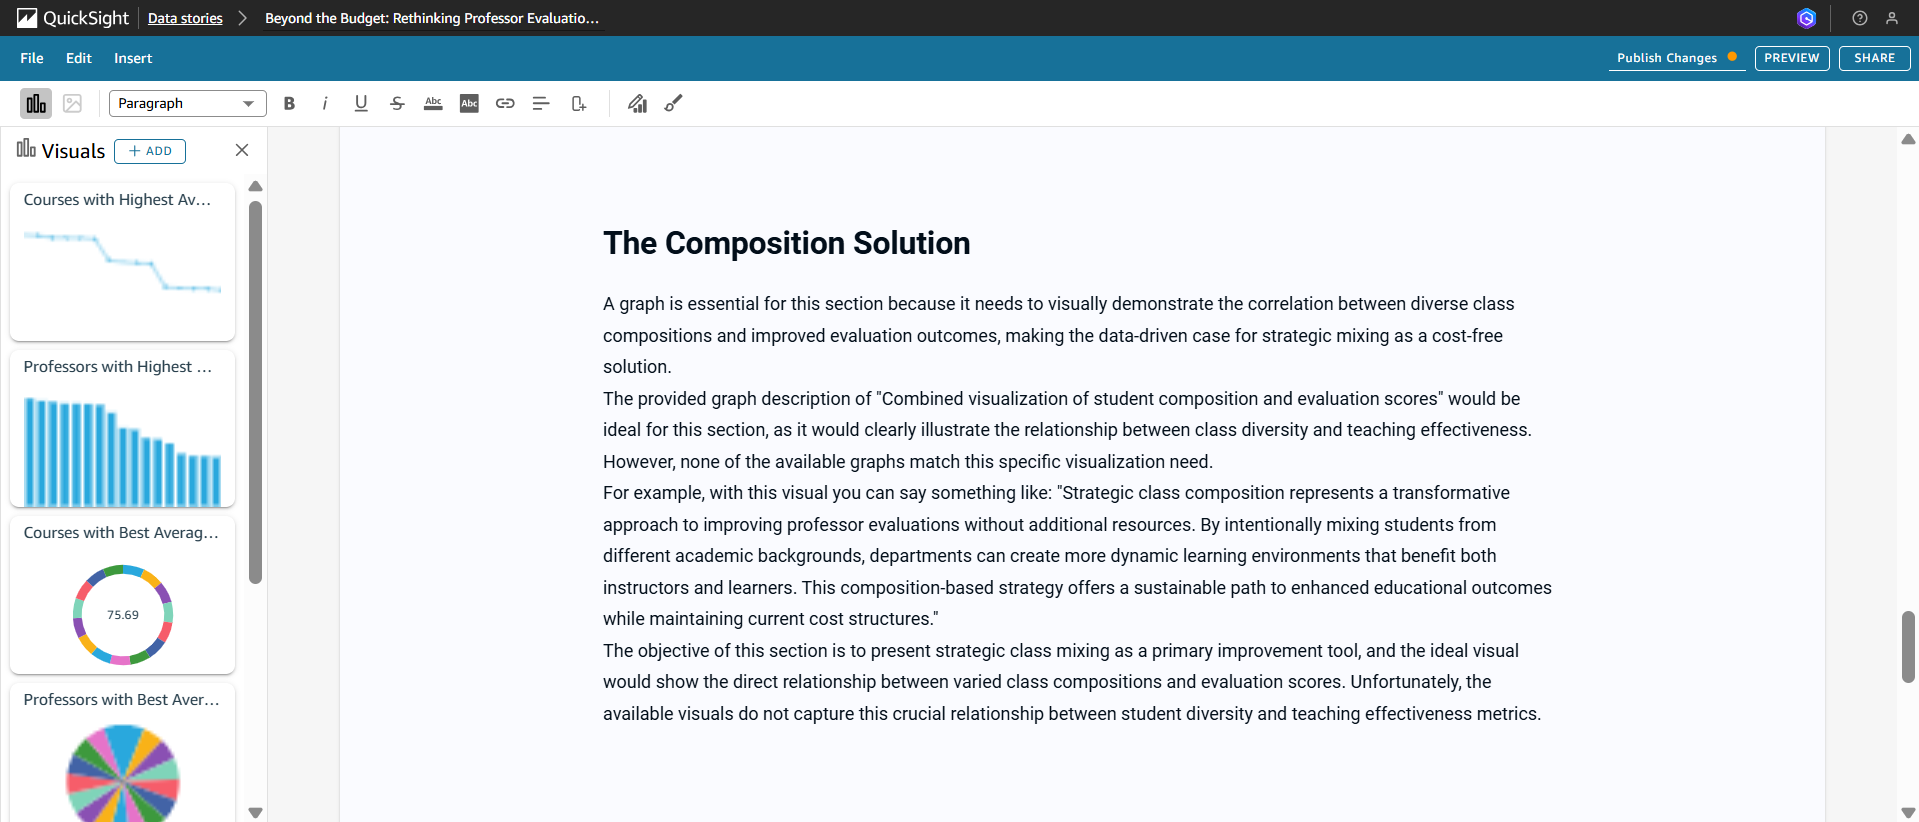 QuickSight
Data stories
Beyond the Budget: Rethinking Professor Evaluatio...
File
Edit
Insert
Publish Changes
PREVIEW
SHARE
Paragraph
B
i
U
S
Abc
Abc
Visuals
+ ADD
Courses with Highest Av...
Professors with Highest ...
Courses with Best Averag...
75.69
Professors with Best Aver...
The Composition Solution
A graph is essential for this section because it needs to visually demonstrate the correlation between diverse class
compositions and improved evaluation outcomes, making the data-driven case for strategic mixing as a cost-free
solution.
The provided graph description of "Combined visualization of student composition and evaluation scores" would be
ideal for this section, as it would clearly illustrate the relationship between class diversity and teaching effectiveness.
However, none of the available graphs match this specific visualization need.
For example, with this visual you can say something like: "Strategic class composition represents a transformative
approach to improving professor evaluations without additional resources. By intentionally mixing students from
different academic backgrounds, departments can create more dynamic learning environments that benefit both
instructors and learners. This composition-based strategy offers a sustainable path to enhanced educational outcomes
while maintaining current cost structures."
The objective of this section is to present strategic class mixing as a primary improvement tool, and the ideal visual
would show the direct relationship between varied class compositions and evaluation scores. Unfortunately, the
available visuals do not capture this crucial relationship between student diversity and teaching effectiveness metrics.